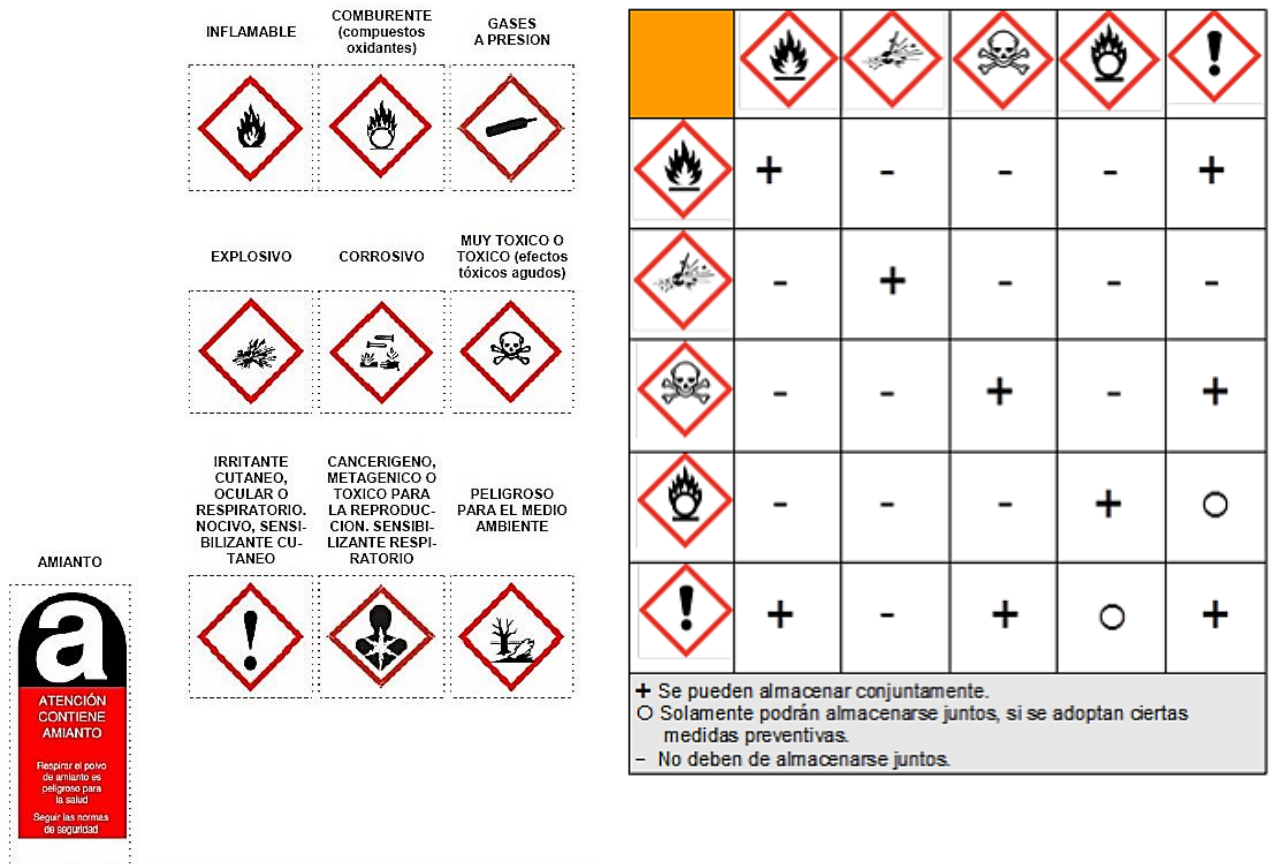 INFLAMABLE
COMBURENTE
(compuestos
oxidantes)
GASES
A PRESION
EXPLOSIVO
CORROSIVO
MUY TOXICO O
TOXICO (efectos
tóxicos agudos)
IRRITANTE
CUTANEO,
OCULAR O
RESPIRATORIO.
NOCIVO, SENSI-
BILIZANTE CU-
TANEO
CANCERIGENO,
METAGENICO O
TOXICO PARA
LA REPRODUC-
CION. SENSIBI-
LIZANTE RESPI-
RATORIO
PELIGROSO
PARA EL MEDIO
AMBIENTE
AMIANTO
a
ATENCIÓN
CONTIENE
AMIANTO
Respirar el polvo
de amianto es
peligroso para
la salud
Seguir las normas
de seguridad
+ - - - +
- + - - -
- - + - +
- - - + O
+ - + O +
+ Se pueden almacenar conjuntamente.
O Solamente podrán almacenarse juntos, si se adoptan ciertas
medidas preventivas.
- No deben de almacenarse juntos.